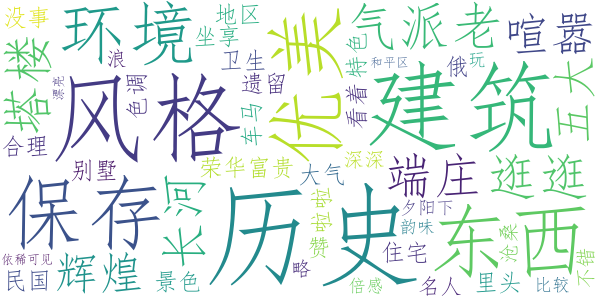 没事
环境
浪
坐享
地区
卫生
优美
气派
老
特色
和平区
俄
玩
喧嚣
塔楼
漂亮
色调
风格
遗留
车马
看着
建筑
五大
合理
别墅
荣华富贵
深深
大气
端庄
逛逛
保存
长河
历史
啦啦
赞
夕阳下
韵味
住宅
东西
沧桑
不错
依稀可见
民国
辉煌
景色
略
倍感
名人
里头
比较